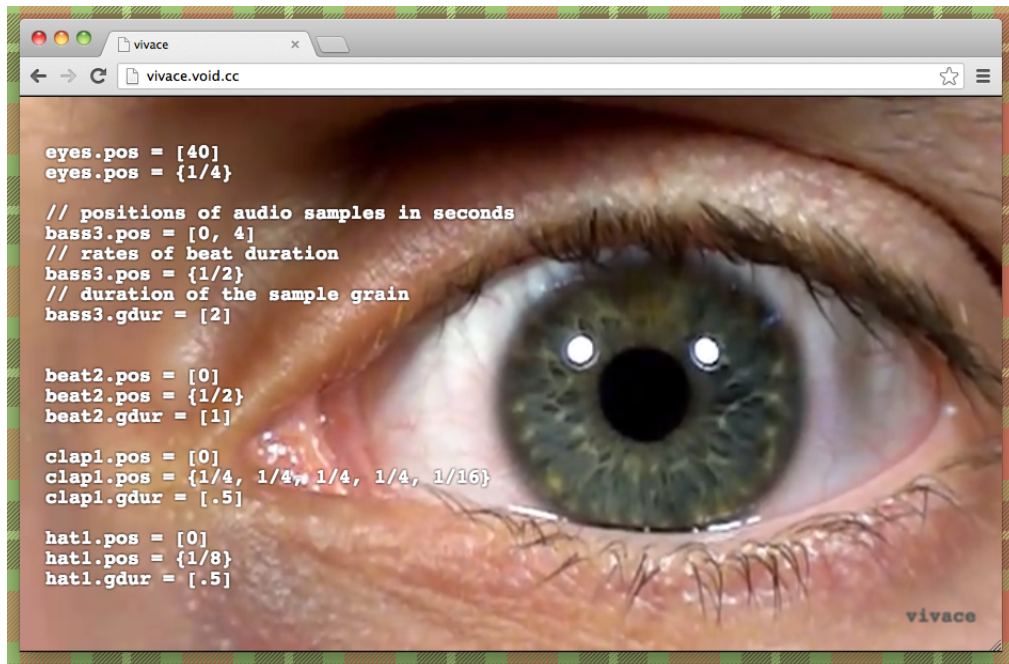 vivace
vivace.void.cc
eyes.pos = [40]
eyes.pos = {1/4}
// positions of audio samples in seconds
bass3.pos = [0, 4]
// rates of beat duration
bass3.pos = {1/2}
// duration of the sample grain
bass3.gdur = [2]
beat2.pos = [0]
beat2.pos = {1/2}
beat2.gdur = [1]
clap1.pos = [0]
clap1.pos = {1/4, 1/4, 1/4, 1/4, 1/16}
clap1.gdur = [.5]
hat1.pos = [0]
hat1.pos = {1/8}
hat1.gdur = [.5]
vivace